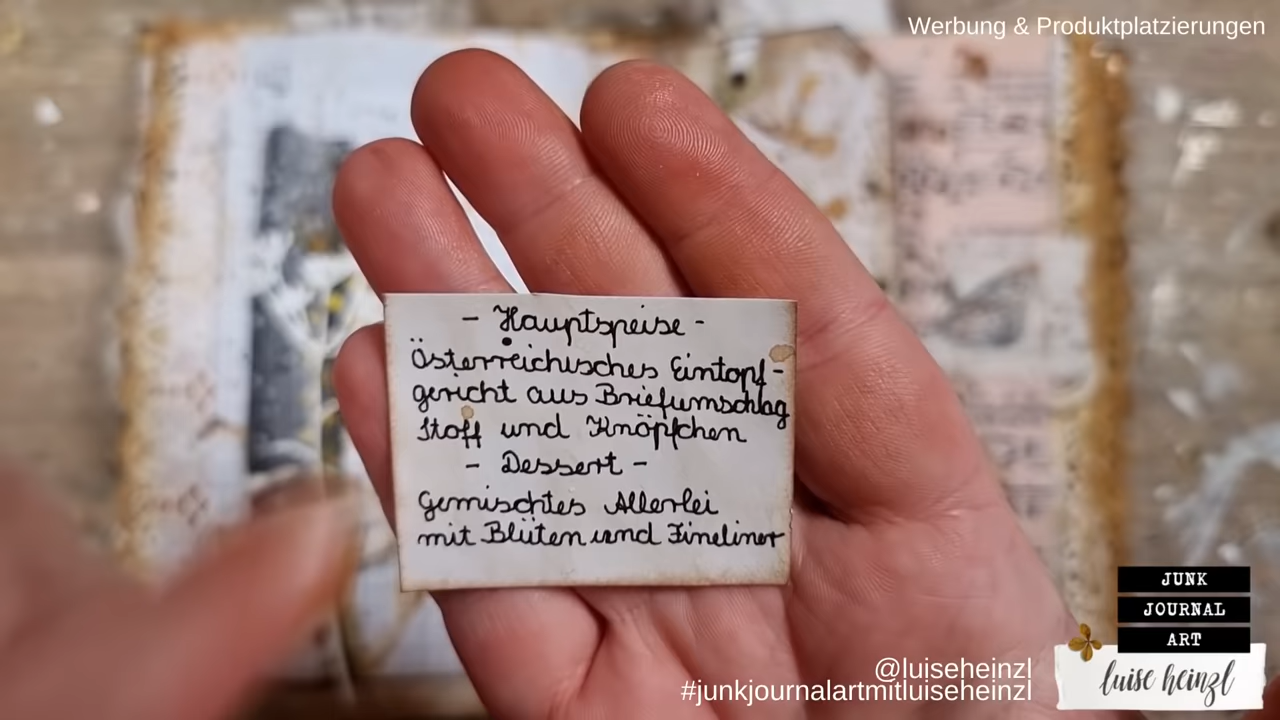 Werbung & Produktplatzierungen
- Hauptspeise -
Österreichisches Eintopf-
gericht aus Briefumschlag
Stoff und Knöpfchen
- Dessert -
Gemischtes Allerlei
mit Blüten und Fineliner
JUNK
JOURNAL
ART
luise heinzl
@luiseheinzl
#junkjournalartmitluiseheinzl